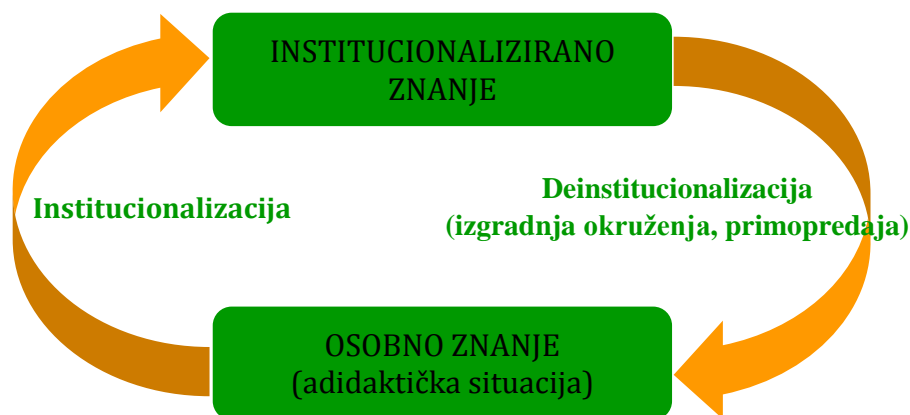 INSTITUCIONALIZIRANO
ZNANJE
Institucionalizacija
Deinstitucionalizacija
(izgradnja okruženja, primopredaja)
OSOBNO ZNANJE
(adidaktička situacija)